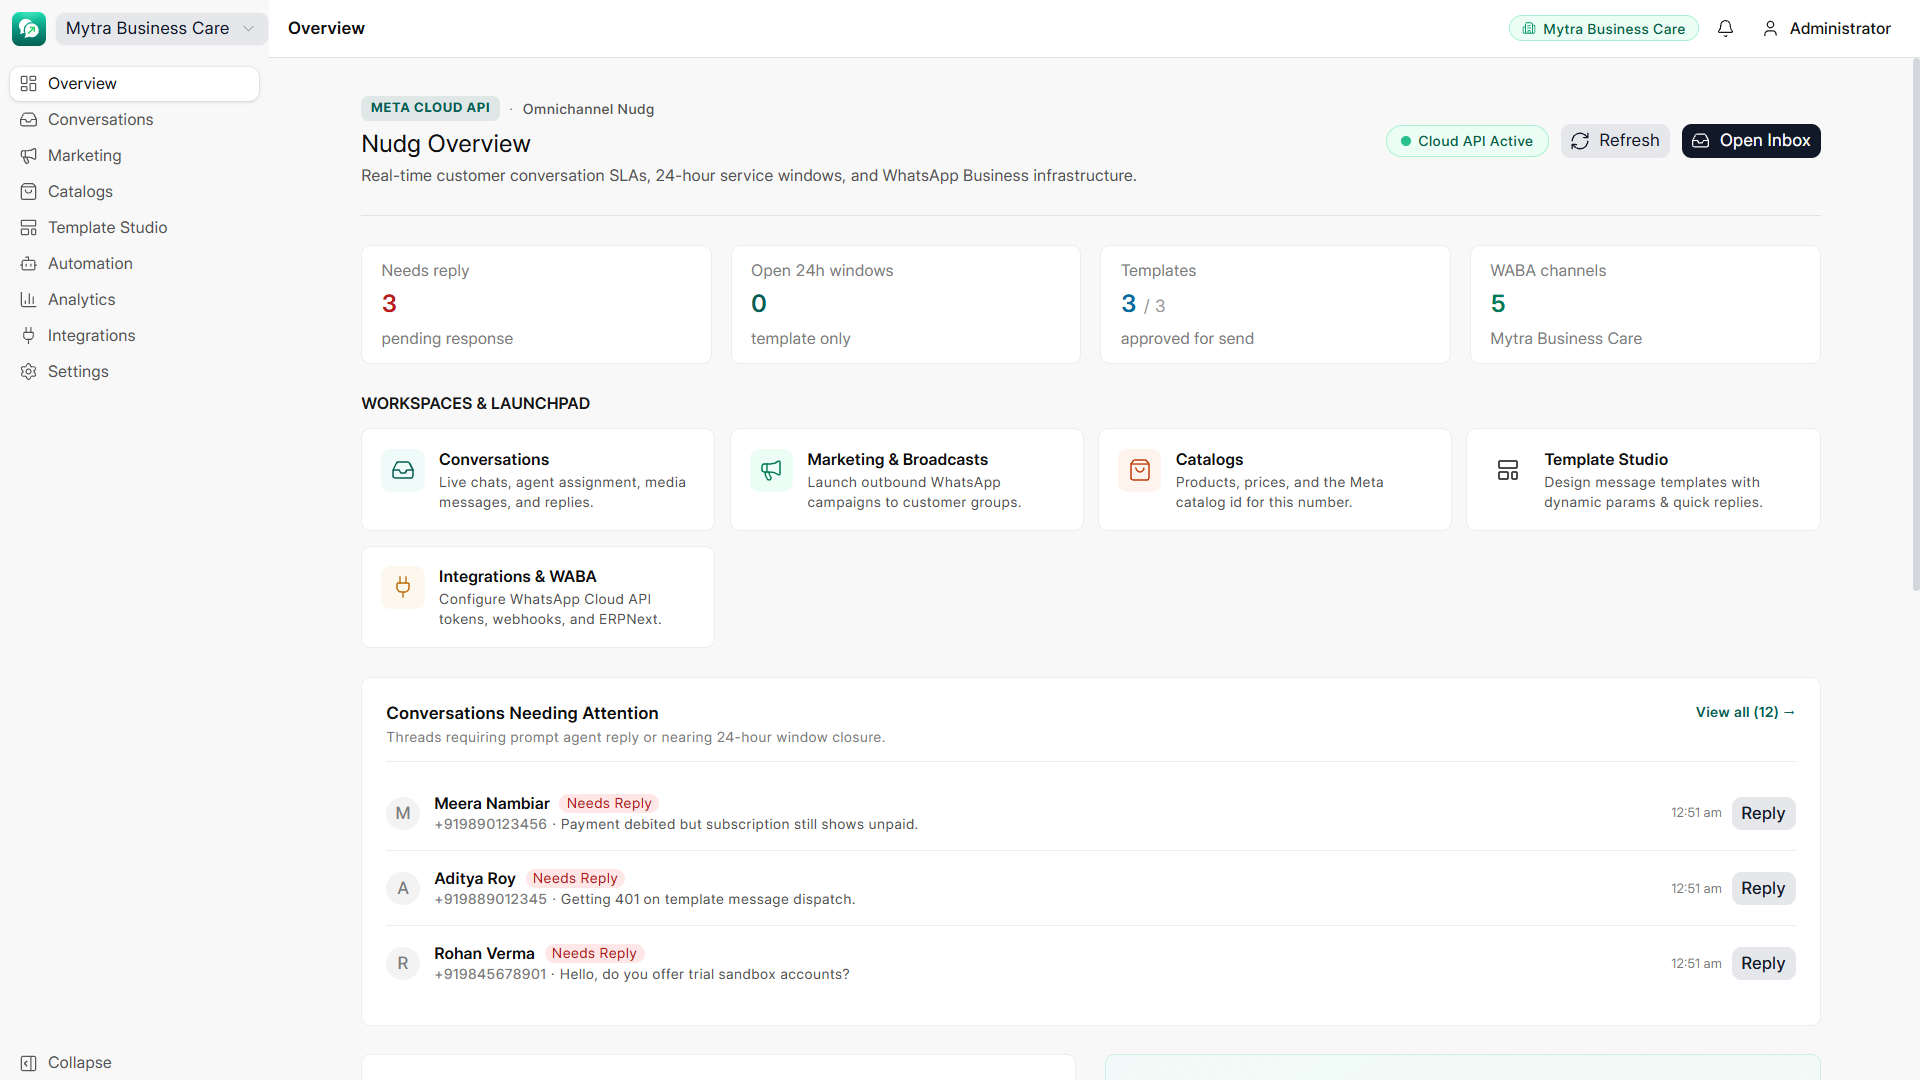 Mytra Business Care
Overview
Mytra Business Care
Administrator
Overview
Conversations
Marketing
Catalogs
Template Studio
Automation
Analytics
Integrations
Settings
Collapse
META CLOUD API · Omnichannel Nudg
Nudg Overview
Real-time customer conversation SLAs, 24-hour service windows, and WhatsApp Business infrastructure.
Cloud API Active
Refresh
Open Inbox
Needs reply
3
pending response
Open 24h windows
0
template only
Templates
3 / 3
approved for send
WABA channels
5
Mytra Business Care
WORKSPACES & LAUNCHPAD
Conversations
Live chats, agent assignment, media
messages, and replies.
Marketing & Broadcasts
Launch outbound WhatsApp
campaigns to customer groups.
Catalogs
Products, prices, and the Meta
catalog id for this number.
Template Studio
Design message templates with
dynamic params & quick replies.
Integrations & WABA
Configure WhatsApp Cloud API
tokens, webhooks, and ERPNext.
Conversations Needing Attention
Threads requiring prompt agent reply or nearing 24-hour window closure.
View all (12) →
M
Meera Nambiar Needs Reply
+919890123456 · Payment debited but subscription still shows unpaid.
12:51 am
Reply
A
Aditya Roy Needs Reply
+919889012345 · Getting 401 on template message dispatch.
12:51 am
Reply
R
Rohan Verma Needs Reply
+919845678901 · Hello, do you offer trial sandbox accounts?
12:51 am
Reply